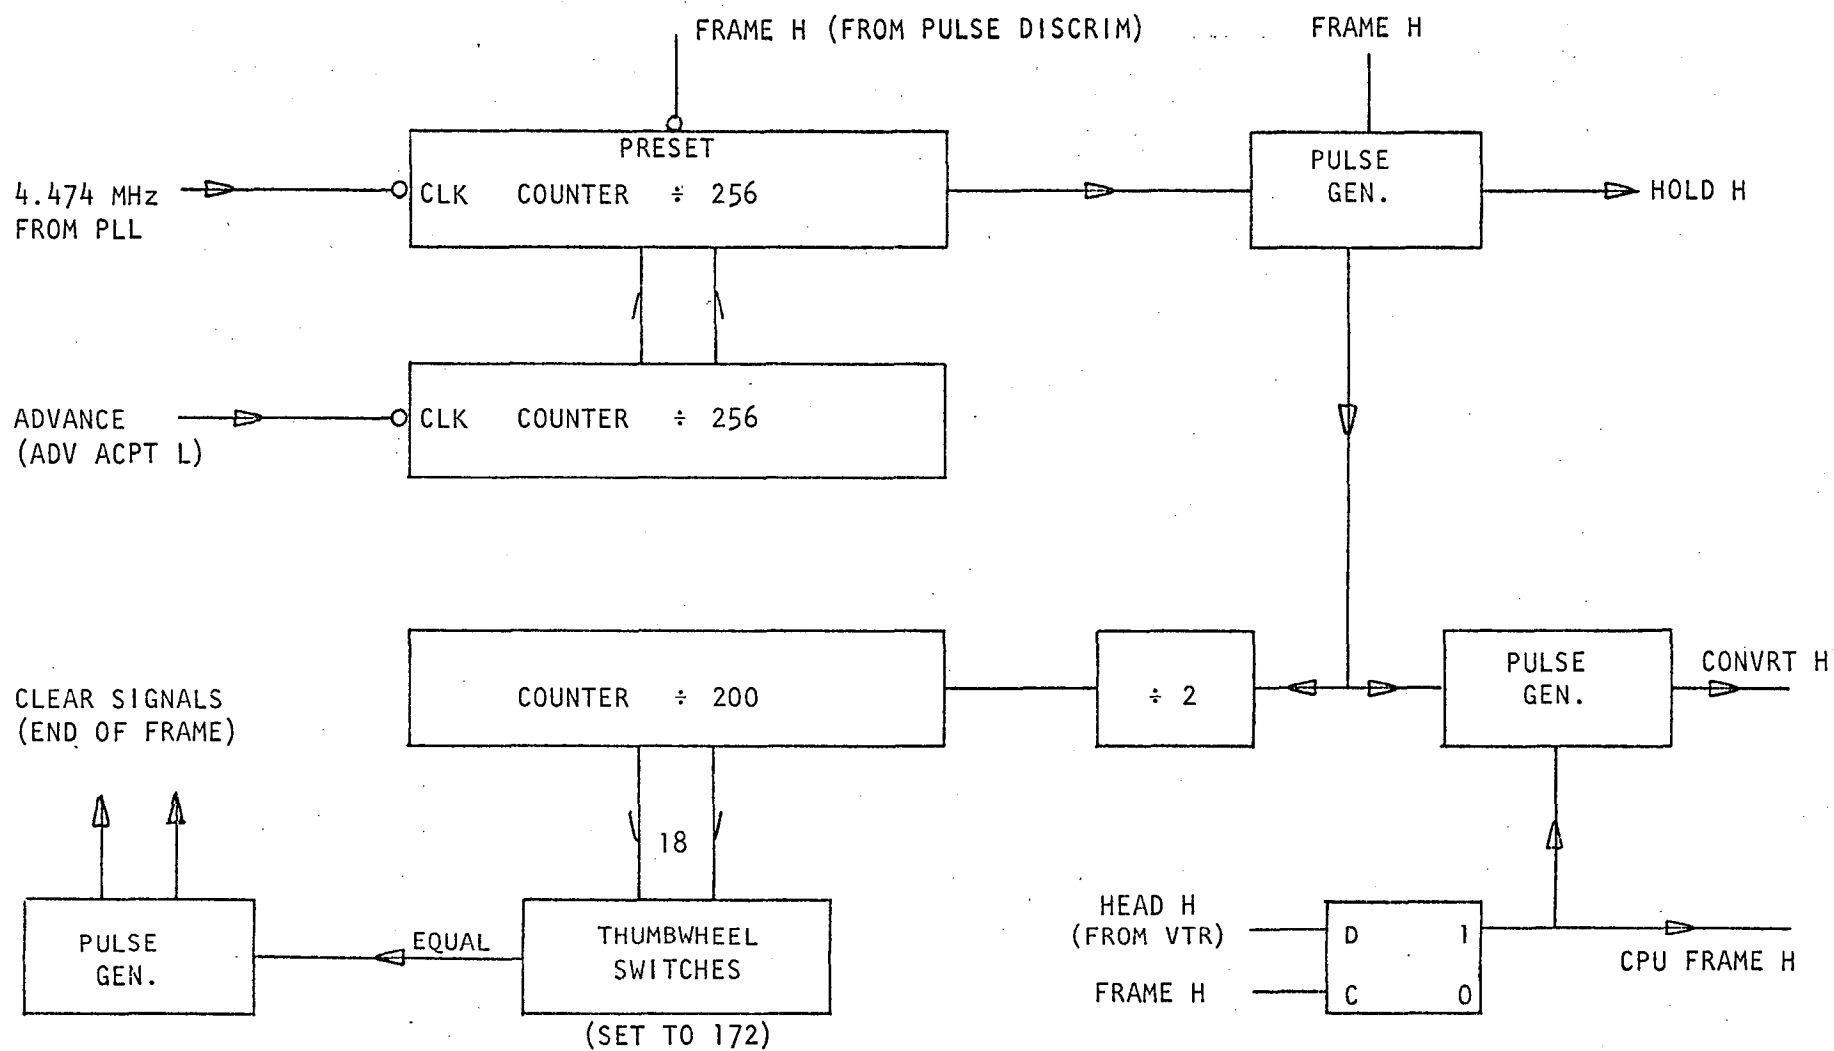 FRAME H (FROM PULSE DISCRIM)
FRAME H
PRESET
4.474 MHz
FROM PLL
CLK COUNTER ÷ 256
PULSE
GEN.
HOLD H
ADVANCE
(ADV ACPT L)
CLK COUNTER ÷ 256
CLEAR SIGNALS
(END OF FRAME)
COUNTER ÷ 200
÷ 2
PULSE
GEN.
CONVRT H
18
PULSE
GEN.
EQUAL
THUMBWHEEL
SWITCHES
(SET TO 172)
HEAD H
(FROM VTR)
FRAME H
D 1
C 0
CPU FRAME H